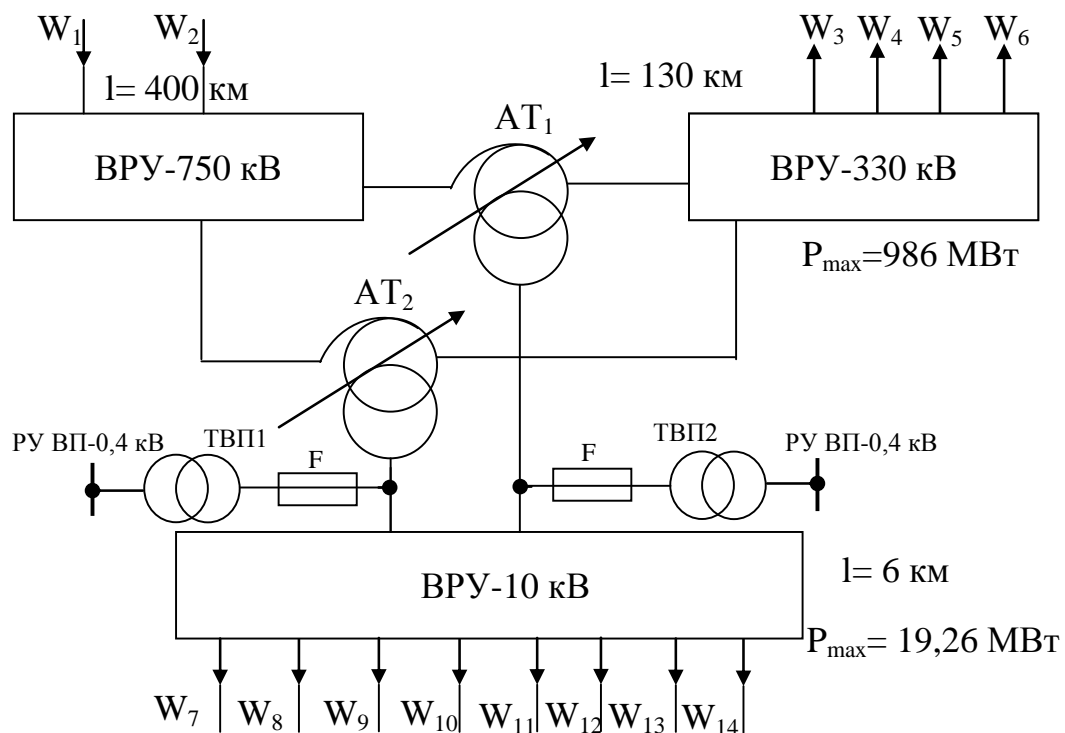 W₁ W₂ W₃ W₄ W₅ W₆
l= 400 км
l= 130 км
АТ₁
ВРУ-750 кВ
ВРУ-330 кВ
Pmax=986 МВт
АТ₂
РУ ВП-0,4 кВ
ТВП1
F
F
ТВП2
РУ ВП-0,4 кВ
ВРУ-10 кВ
l= 6 км
Pmax= 19,26 МВт
W₇ W₈ W₉ W₁₀ W₁₁ W₁₂ W₁₃ W₁₄